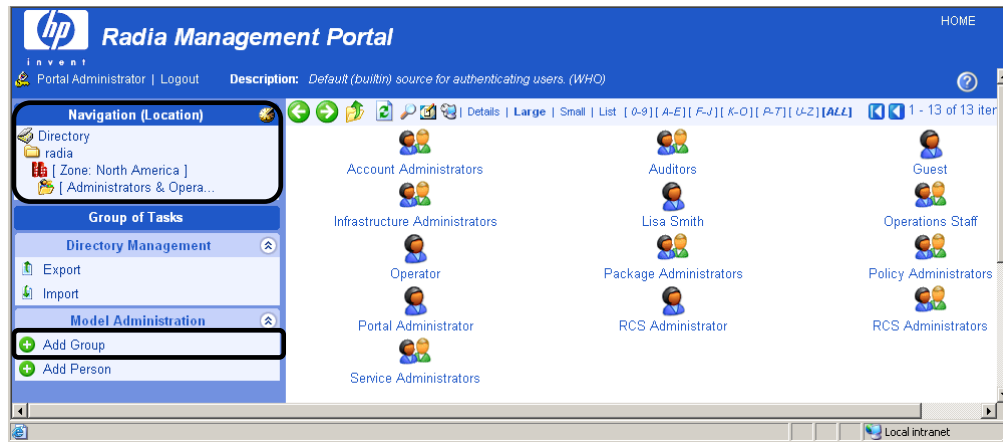 hp
invent
Radia Management Portal
HOME
Portal Administrator | Logout
Description: Default (builtin) source for authenticating users. (WHO)
Navigation (Location)
Directory
radia
[ Zone: North America ]
[ Administrators & Opera...
Group of Tasks
Directory Management
Export
Import
Model Administration
Add Group
Add Person
| Details | Large | Small | List [ 0-9 ] [ A-E ] [ F-J ] [ K-O ] [ P-T ] [ U-Z ] [ALL]
1 - 13 of 13 iter
Account Administrators
Auditors
Guest
Infrastructure Administrators
Lisa Smith
Operations Staff
Operator
Package Administrators
Policy Administrators
Portal Administrator
RCS Administrator
RCS Administrators
Service Administrators
Local intranet